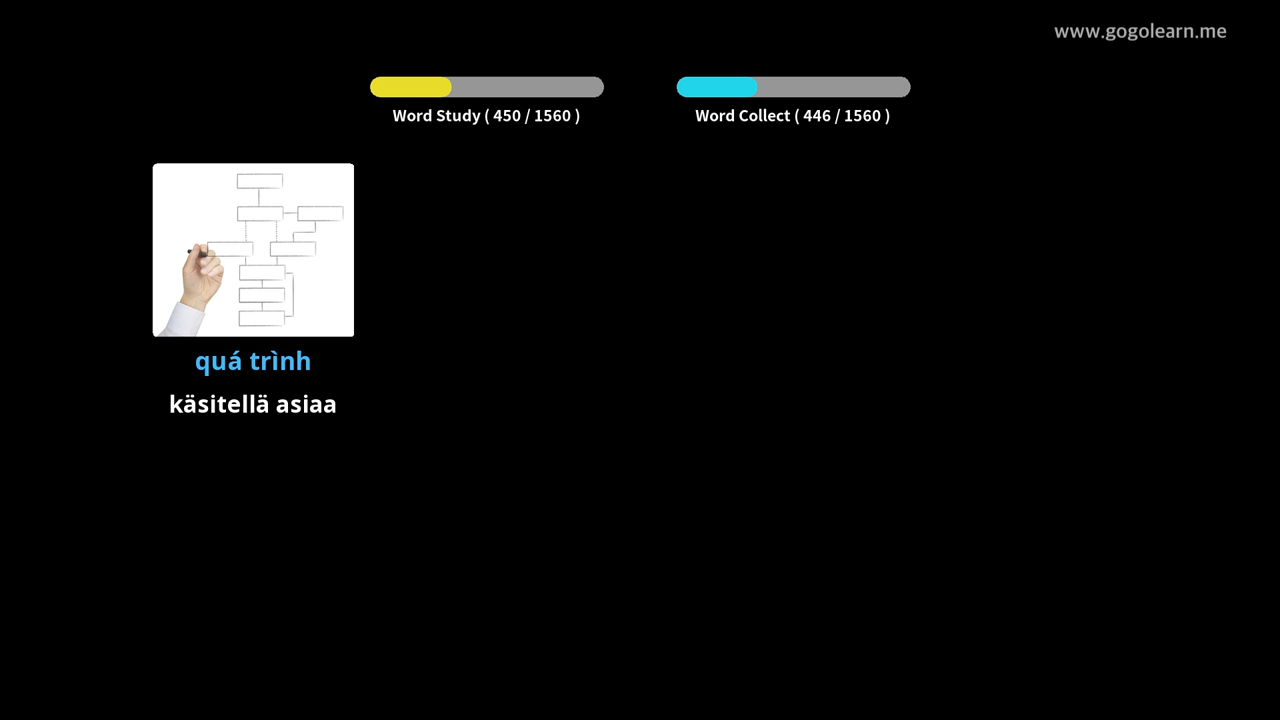 www.gogolearn.me
Word Study ( 450 / 1560 )
Word Collect ( 446 / 1560 )
quá trình
käsitellä asiaa